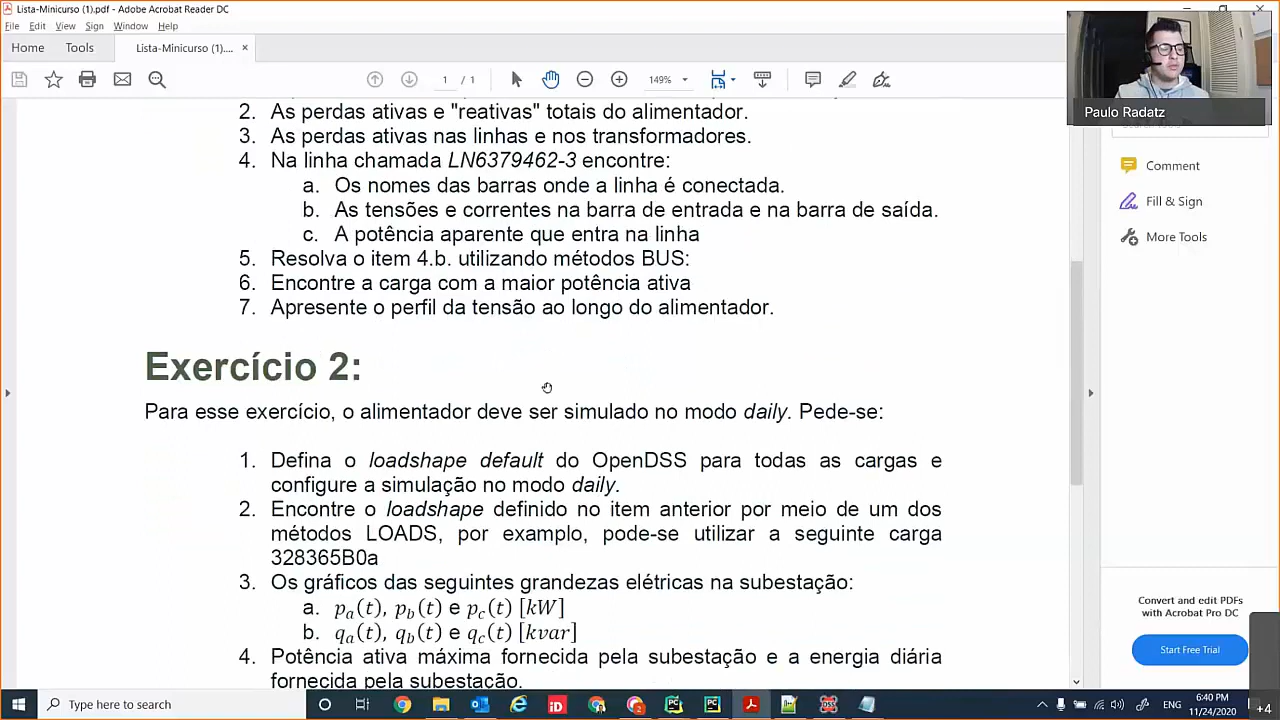 Lista-Minicurso (1).pdf - Adobe Acrobat Reader DC
File Edit View Sign Window Help
Home Tools Lista-Minicurso (1).... ×
1 / 1 149%
Paulo Radatz
2. As perdas ativas e "reativas" totais do alimentador.
3. As perdas ativas nas linhas e nos transformadores.
4. Na linha chamada LN6379462-3 encontre:
a. Os nomes das barras onde a linha é conectada.
b. As tensões e correntes na barra de entrada e na barra de saída.
c. A potência aparente que entra na linha
5. Resolva o item 4.b. utilizando métodos BUS:
6. Encontre a carga com a maior potência ativa
7. Apresente o perfil da tensão ao longo do alimentador.
Exercício 2:
Para esse exercício, o alimentador deve ser simulado no modo daily. Pede-se:
1. Defina o loadshape default do OpenDSS para todas as cargas e
configure a simulação no modo daily.
2. Encontre o loadshape definido no item anterior por meio de um dos
métodos LOADS, por exemplo, pode-se utilizar a seguinte carga
328365B0a
3. Os gráficos das seguintes grandezas elétricas na subestação:
a. pa(t), pb(t) e pc(t) [kW]
b. qa(t), qb(t) e qc(t) [kvar]
4. Potência ativa máxima fornecida pela subestação e a energia diária
fornecida pela subestação.
Comment
Fill & Sign
More Tools
Convert and edit PDFs
with Acrobat Pro DC
Start Free Trial
Type here to search
ENG
6:40 PM
11/24/2020
+4